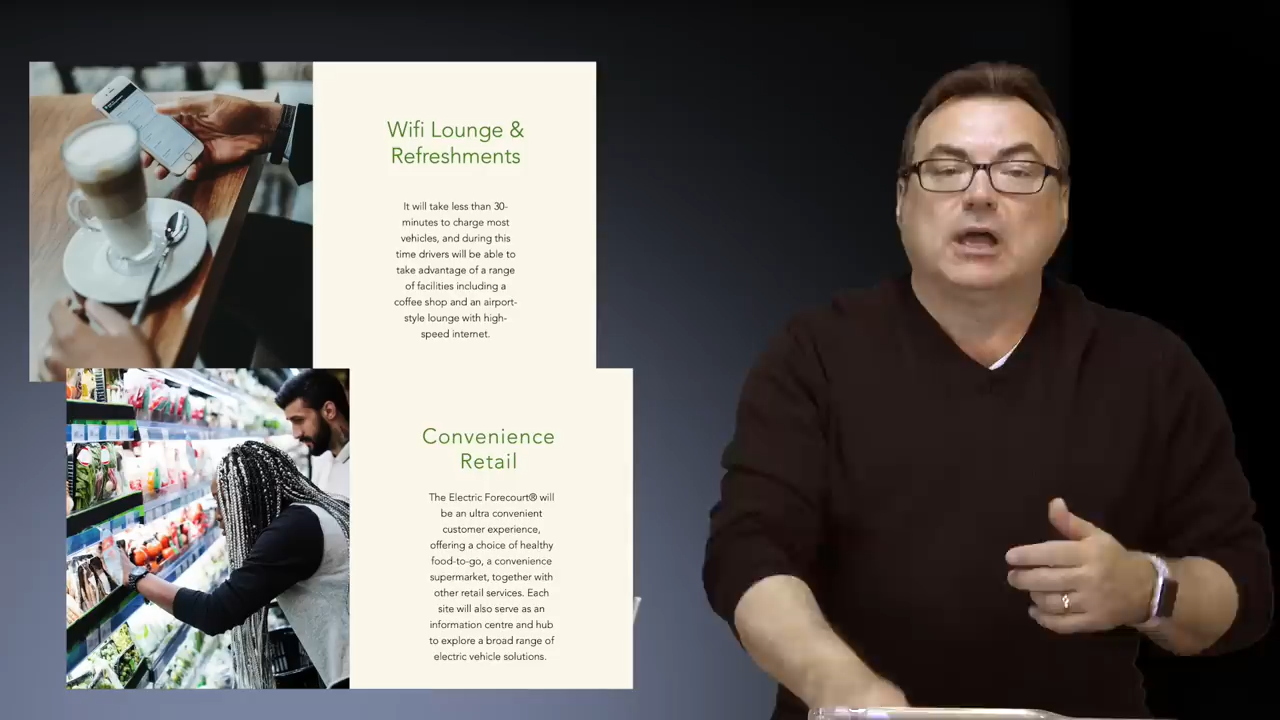 Wifi Lounge &
Refreshments
It will take less than 30-
minutes to charge most
vehicles, and during this
time drivers will be able to
take advantage of a range
of facilities including a
coffee shop and an airport-
style lounge with high-
speed internet.
Convenience
Retail
The Electric Forecourt® will
be an ultra convenient
customer experience,
offering a choice of healthy
food-to-go, a convenience
supermarket, together with
other retail services. Each
site will also serve as an
information centre and hub
to explore a broad range of
electric vehicle solutions.